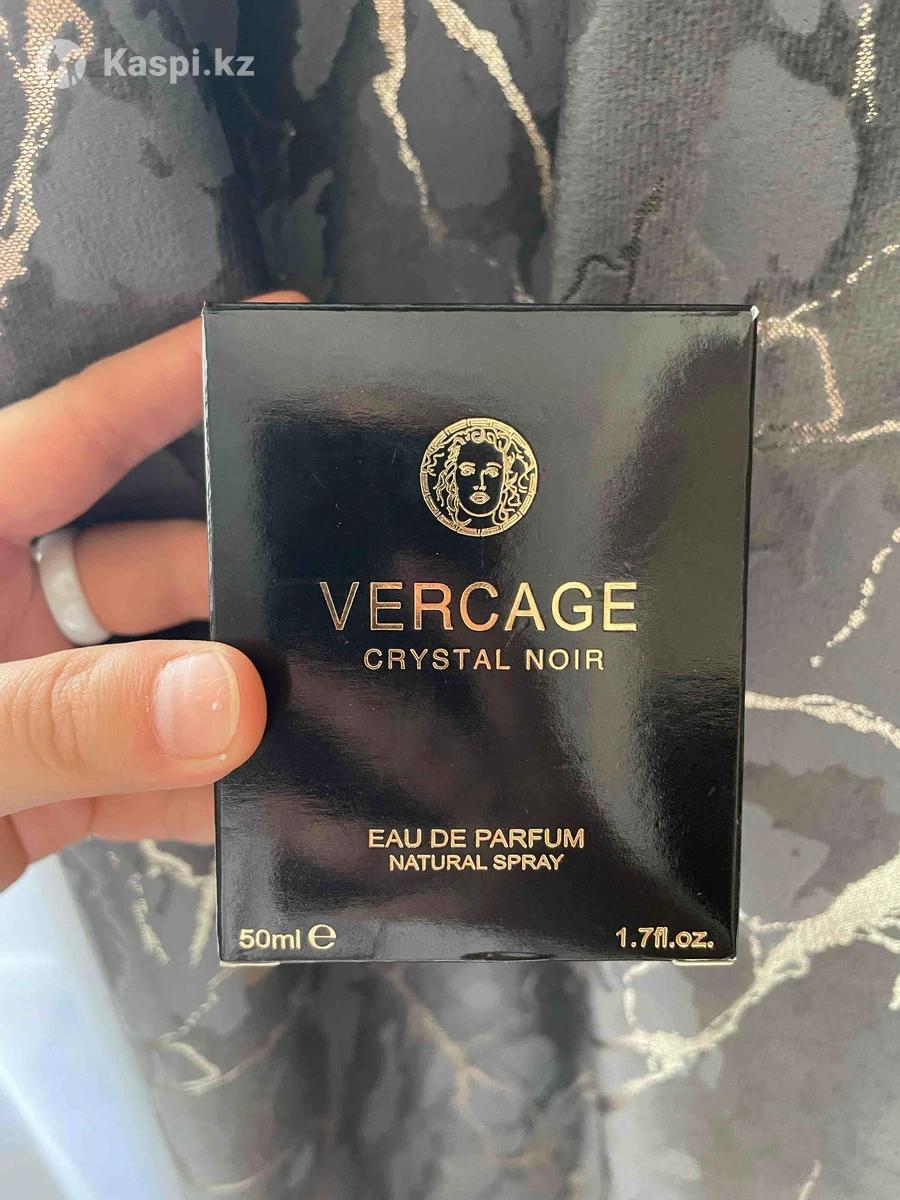 Kaspi.kz
VERCAGE
CRYSTAL NOIR
EAU DE PARFUM
NATURAL SPRAY
50ml ℮
1.7fl.oz.